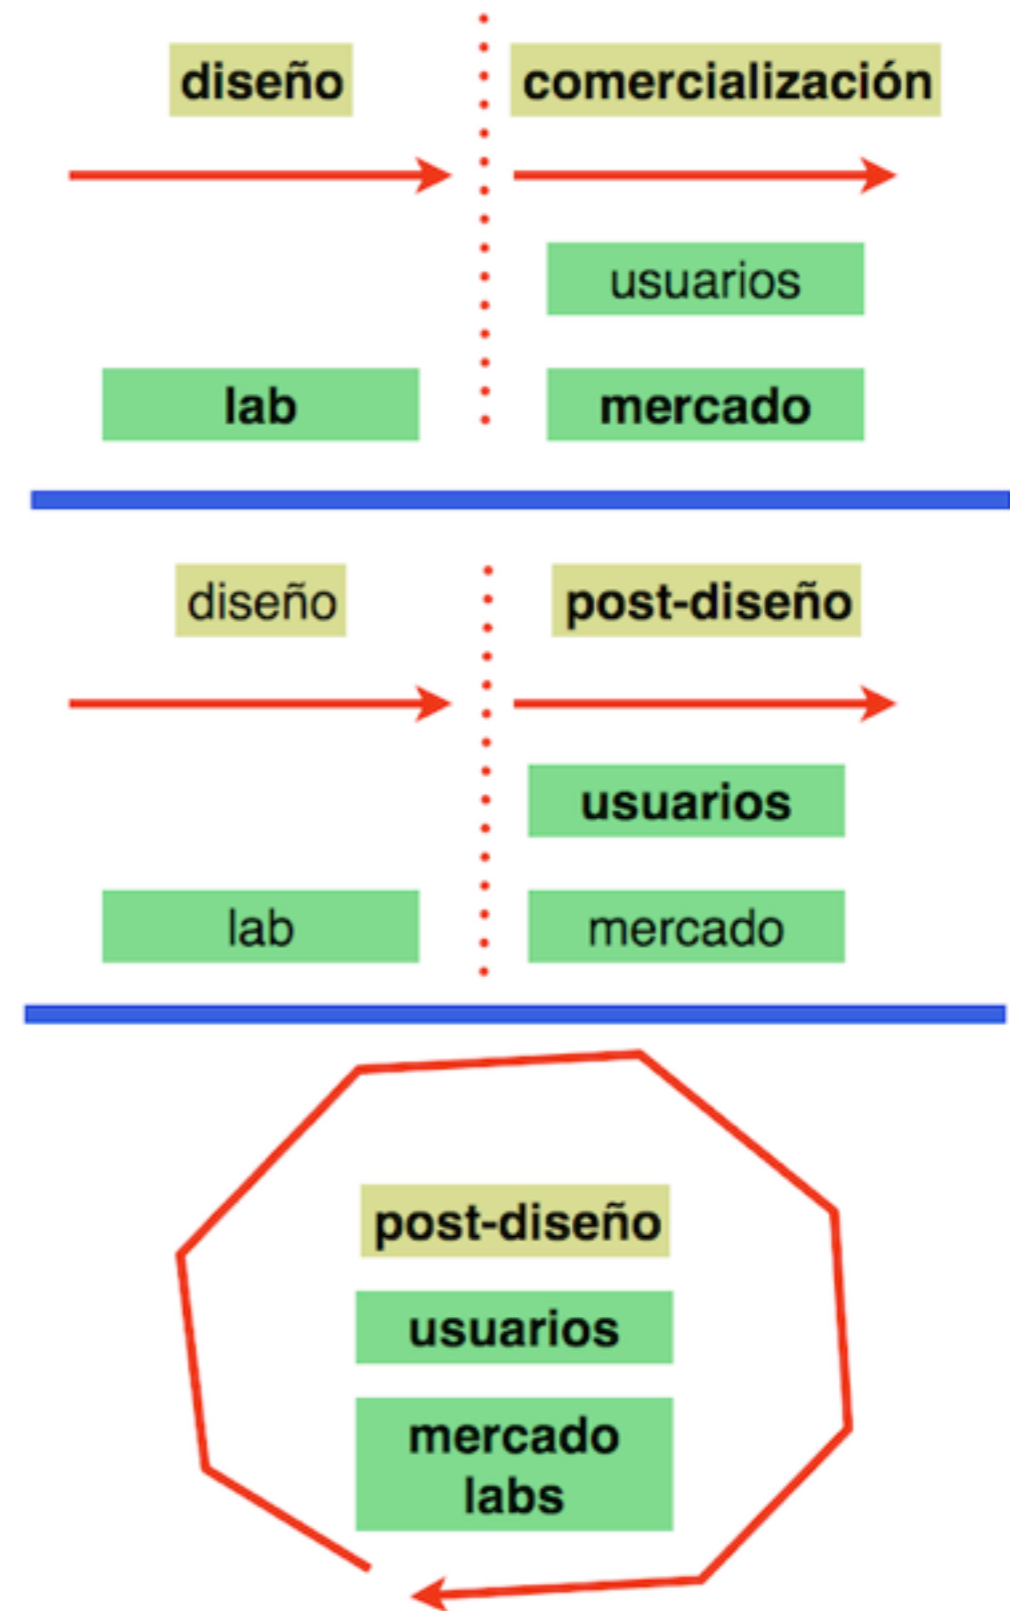 diseño
comercialización
usuarios
lab
mercado
diseño
post-diseño
usuarios
lab
mercado
post-diseño
usuarios
mercado
labs